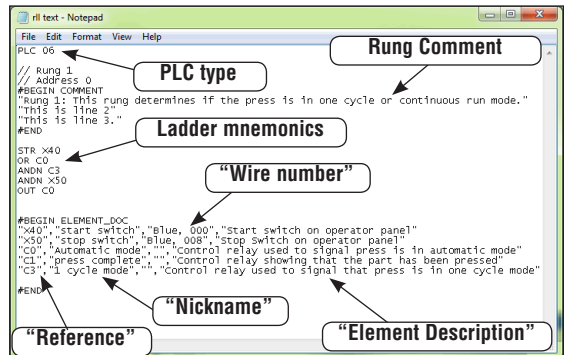 rll text - Notepad
File Edit Format View Help
PLC 06
Rung Comment
PLC type
// Rung 1
// Address 0
#BEGIN COMMENT
"Rung 1: This rung determines if the press is in one cycle or continuous run mode."
"This is line 2"
"This is line 3."
#END
Ladder mnemonics
STR X40
OR C0
ANDN C3
ANDN X50
OUT C0
“Wire number”
#BEGIN ELEMENT_DOC
"X40","start switch","Blue, 000","Start switch on operator panel"
"X50","stop switch","Blue, 008","Stop Switch on operator panel"
"C0","Automatic mode","","Control relay used to signal press is in automatic mode"
"C1","press complete","","Control relay showing that the part has been pressed"
"C3","1 cycle mode","","Control relay used to signal that press is in one cycle mode"
#END
“Nickname”
“Reference”
“Element Description”